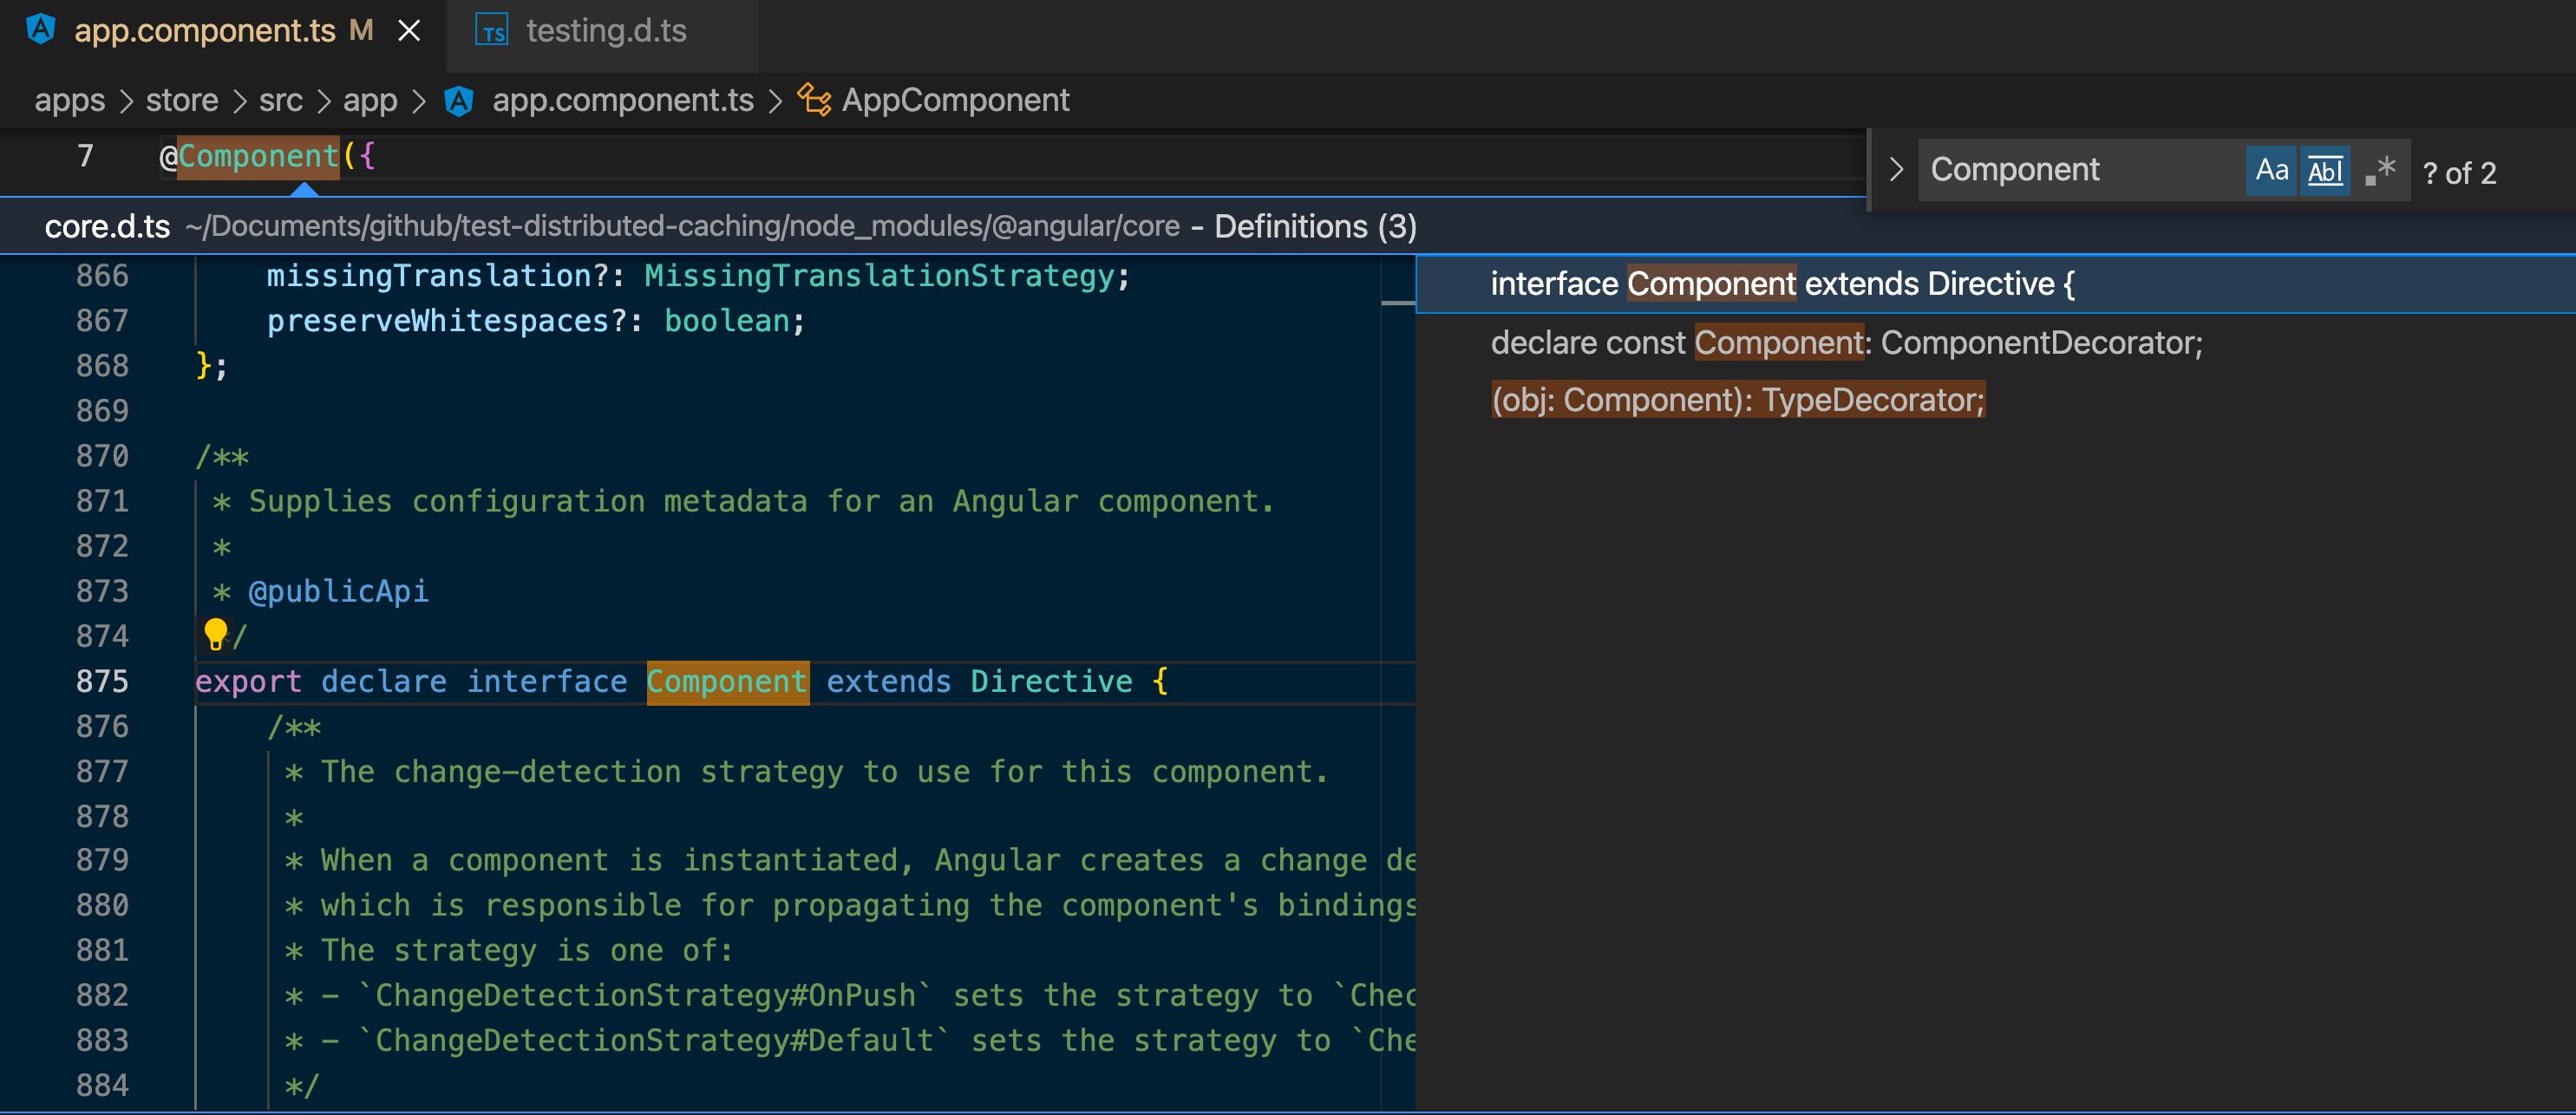 app.component.ts M
testing.d.ts
apps > store > src > app > app.component.ts > AppComponent
7 @Component({
Component Aa Abl .* ? of 2
core.d.ts ~/Documents/github/test-distributed-caching/node_modules/@angular/core - Definitions (3)
866 missingTranslation?: MissingTranslationStrategy;
867 preserveWhitespaces?: boolean;
868 };
869
870 /**
871 * Supplies configuration metadata for an Angular component.
872 *
873 * @publicApi
874 */
875 export declare interface Component extends Directive {
876 /**
877 * The change-detection strategy to use for this component.
878 *
879 * When a component is instantiated, Angular creates a change de
880 * which is responsible for propagating the component's bindings
881 * The strategy is one of:
882 * - `ChangeDetectionStrategy#OnPush` sets the strategy to `Chec
883 * - `ChangeDetectionStrategy#Default` sets the strategy to `Che
884 */
interface Component extends Directive {
declare const Component: ComponentDecorator;
(obj: Component): TypeDecorator;